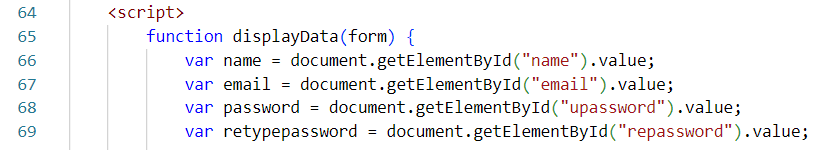 64 <script>
65 function displayData(form) {
66 var name = document.getElementById("name").value;
67 var email = document.getElementById("email").value;
68 var password = document.getElementById("upassword").value;
69 var retypepassword = document.getElementById("repassword").value;